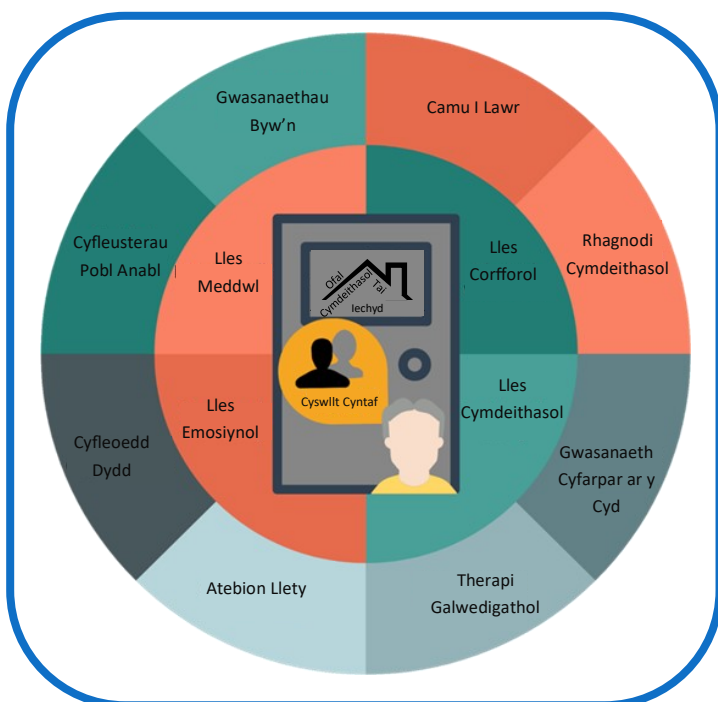 Gwasanaethau
Byw'n
Camu I Lawr
Cyfleusterau
Pobl Anabl
Lles
Meddwl
Lles
Corfforol
Rhagnodi
Cymdeithasol
Ofal
Cymdeithasol
Tai
Iechyd
Cyswllt Cyntaf
Lles
Emosiynol
Lles
Cymdeithasol
Cyfleoedd
Dydd
Gwasanaeth
Cyfarpar ar y
Cyd
Atebion Llety
Therapi
Galwedigathol